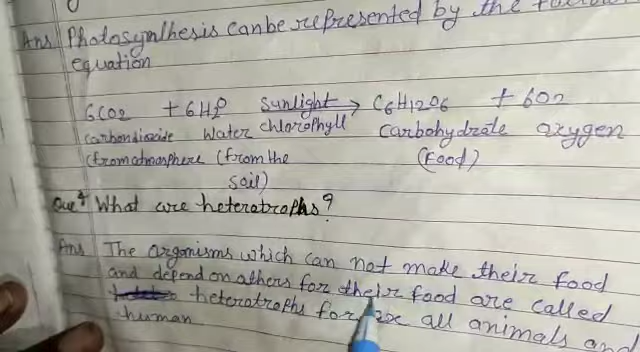 Ans Photosynthesis can be represented by the
equation
6CO2 + 6H2O Sunlight → C6H12O6 + 6O2
carbondioxide Water chlorophyll carbohydrate oxygen
(from atmosphere (from the (Food)
soil)
Que4 What are heterotrophs?
Ans The organisms which can not make their food
and depend on others for their food are called
heterotrophs for ex all animals and
human